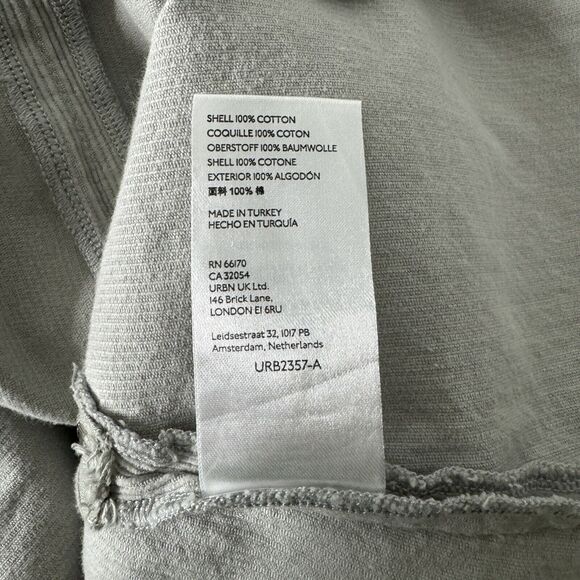 SHELL 100% COTTON
COQUILLE 100% COTON
OBERSTOFF 100% BAUMWOLLE
SHELL 100% COTONE
EXTERIOR 100% ALGODÓN
面料 100% 棉
MADE IN TURKEY
HECHO EN TURQUÍA
RN 66170
CA 32054
URBN UK Ltd.
146 Brick Lane,
LONDON E1 6RU
Leidsestraat 32, 1017 PB
Amsterdam, Netherlands
URB2357-A